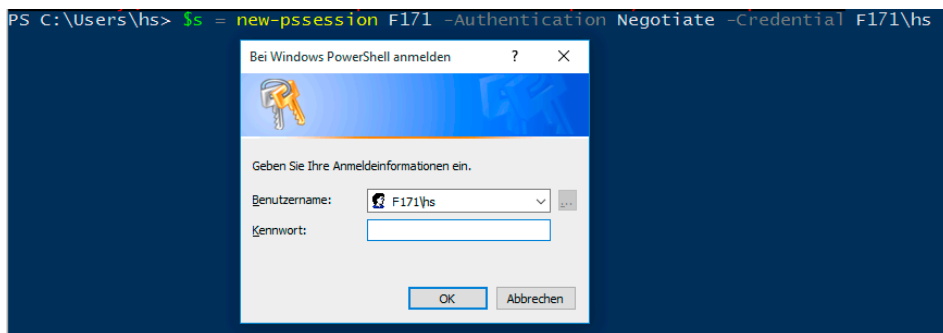 PS C:\Users\hs> $s = new-pssession F171 -Authentication Negotiate -Credential F171\hs
Bei Windows PowerShell anmelden ? ×
Geben Sie Ihre Anmeldeinformationen ein.
Benutzername: F171\hs ...
Kennwort:
OK Abbrechen